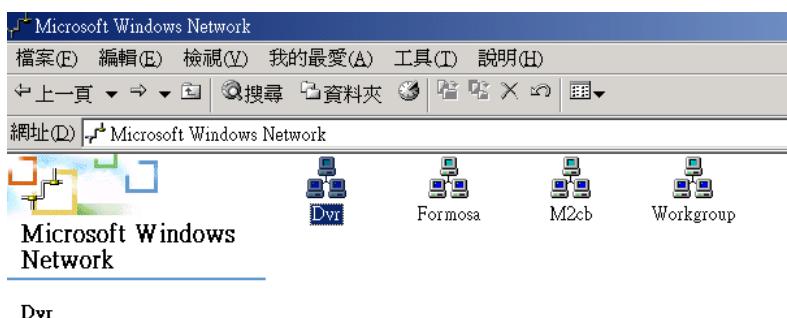 Microsoft Windows Network
檔案(F) 編輯(E) 檢視(V) 我的最愛(A) 工具(T) 說明(H)
上一頁 搜尋 資料夾
網址(D) Microsoft Windows Network
Dvr Formosa M2cb Workgroup
Microsoft Windows
Network
Dvr